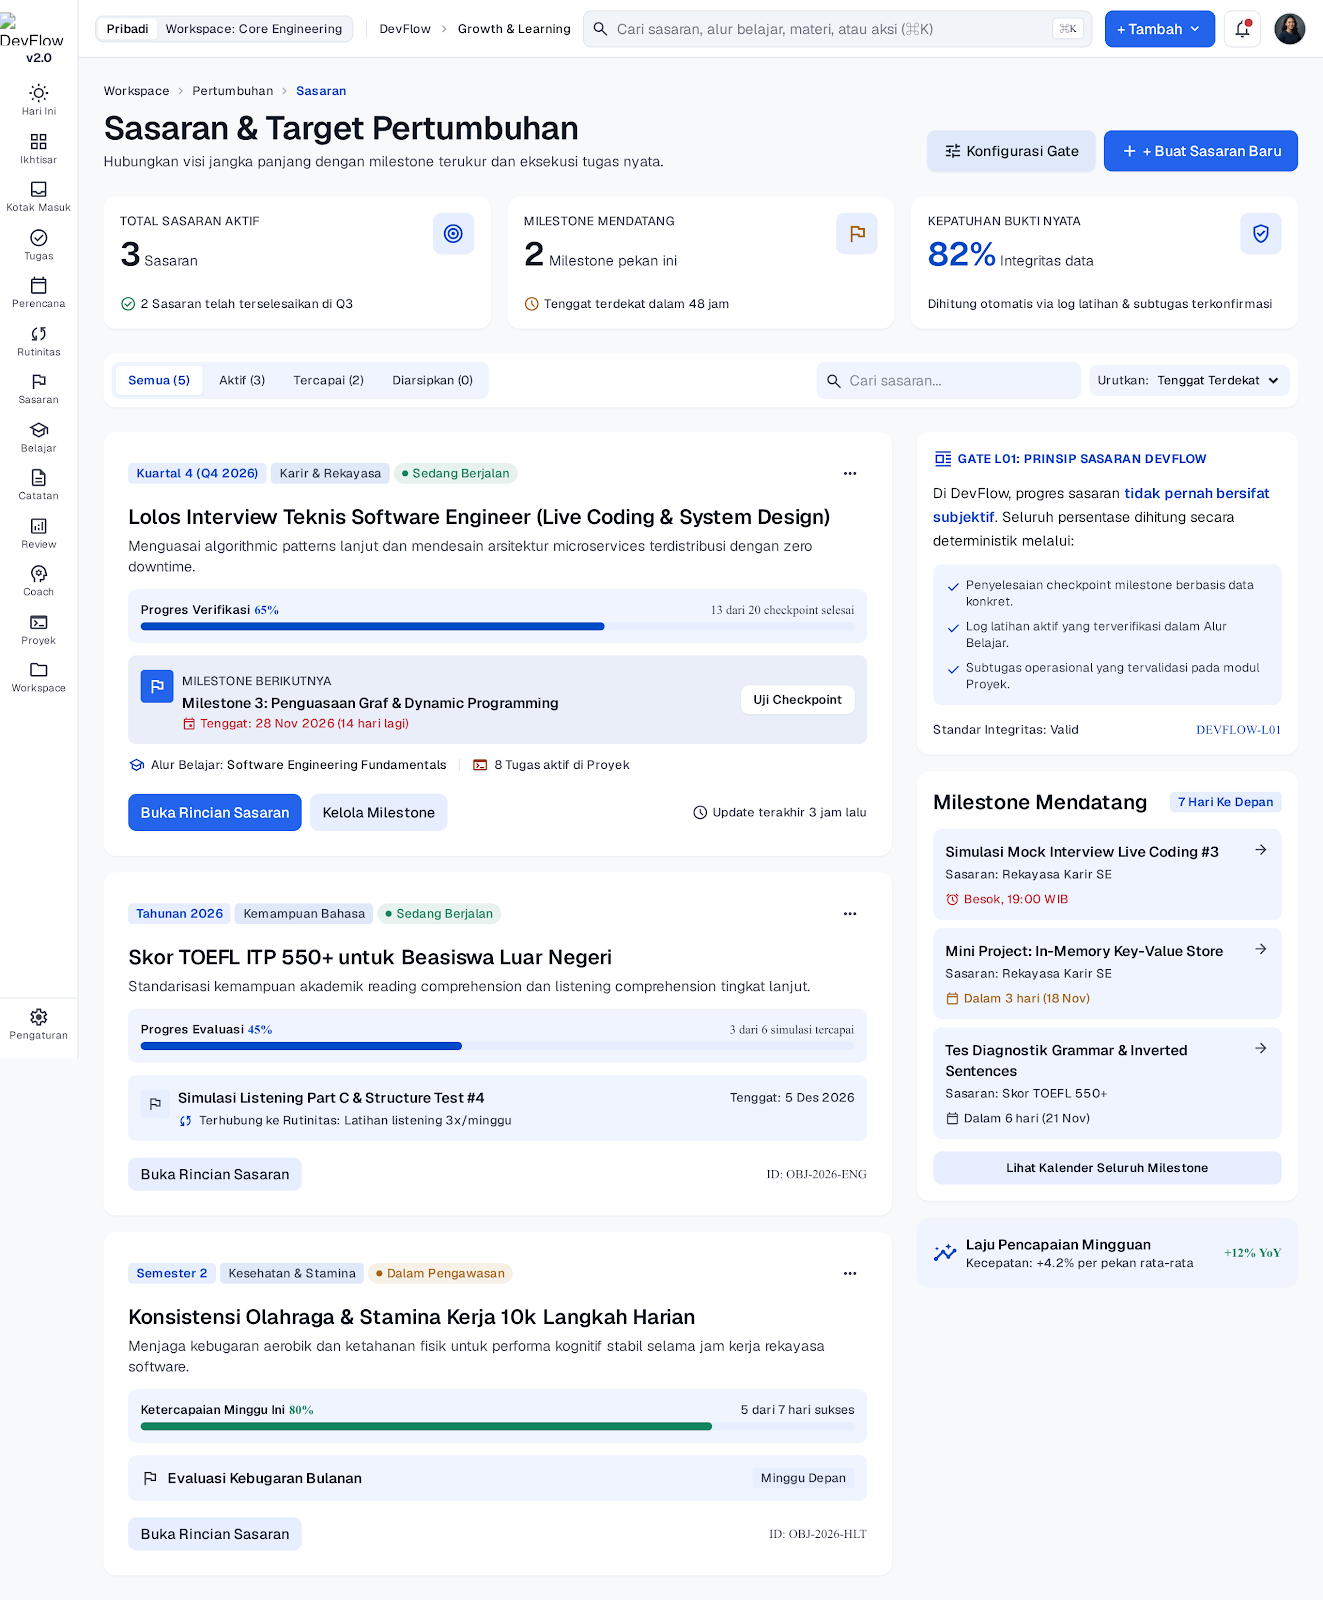 DevFlow
v2.0
Hari Ini
Ikhtisar
Kotak Masuk
Tugas
Perencana
Rutinitas
Sasaran
Belajar
Catatan
Review
Coach
Proyek
Workspace
Pengaturan
Pribadi
Workspace: Core Engineering
DevFlow
Growth & Learning
Cari sasaran, alur belajar, materi, atau aksi (⌘K)
⌘K
+ Tambah
Workspace
Pertumbuhan
Sasaran
Sasaran & Target Pertumbuhan
Hubungkan visi jangka panjang dengan milestone terukur dan eksekusi tugas nyata.
Konfigurasi Gate
+ Buat Sasaran Baru
TOTAL SASARAN AKTIF
3 Sasaran
2 Sasaran telah terselesaikan di Q3
MILESTONE MENDATANG
2 Milestone pekan ini
Tenggat terdekat dalam 48 jam
KEPATUHAN BUKTI NYATA
82% Integritas data
Dihitung otomatis via log latihan & subtugas terkonfirmasi
Semua (5)
Aktif (3)
Tercapai (2)
Diarsipkan (0)
Cari sasaran...
Urutkan: Tenggat Terdekat
Kuartal 4 (Q4 2026)
Karir & Rekayasa
Sedang Berjalan
Lolos Interview Teknis Software Engineer (Live Coding & System Design)
Menguasai algorithmic patterns lanjut dan mendesain arsitektur microservices terdistribusi dengan zero
downtime.
Progres Verifikasi 65%
13 dari 20 checkpoint selesai
MILESTONE BERIKUTNYA
Milestone 3: Penguasaan Graf & Dynamic Programming
Tenggat: 28 Nov 2026 (14 hari lagi)
Uji Checkpoint
Alur Belajar: Software Engineering Fundamentals
8 Tugas aktif di Proyek
Buka Rincian Sasaran
Kelola Milestone
Update terakhir 3 jam lalu
Tahunan 2026
Kemampuan Bahasa
Sedang Berjalan
Skor TOEFL ITP 550+ untuk Beasiswa Luar Negeri
Standarisasi kemampuan akademik reading comprehension dan listening comprehension tingkat lanjut.
Progres Evaluasi 45%
3 dari 6 simulasi tercapai
Simulasi Listening Part C & Structure Test #4
Terhubung ke Rutinitas: Latihan listening 3x/minggu
Tenggat: 5 Des 2026
Buka Rincian Sasaran
ID: OBJ-2026-ENG
Semester 2
Kesehatan & Stamina
Dalam Pengawasan
Konsistensi Olahraga & Stamina Kerja 10k Langkah Harian
Menjaga kebugaran aerobik dan ketahanan fisik untuk performa kognitif stabil selama jam kerja rekayasa
software.
Ketercapaian Minggu Ini 80%
5 dari 7 hari sukses
Evaluasi Kebugaran Bulanan
Minggu Depan
Buka Rincian Sasaran
ID: OBJ-2026-HLT
GATE L01: PRINSIP SASARAN DEVFLOW
Di DevFlow, progres sasaran tidak pernah bersifat
subjektif. Seluruh persentase dihitung secara
deterministik melalui:
Penyelesaian checkpoint milestone berbasis data
konkret.
Log latihan aktif yang terverifikasi dalam Alur
Belajar.
Subtugas operasional yang tervalidasi pada modul
Proyek.
Standar Integritas: Valid
DEVFLOW-L01
Milestone Mendatang
7 Hari Ke Depan
Simulasi Mock Interview Live Coding #3
Sasaran: Rekayasa Karir SE
Besok, 19:00 WIB
Mini Project: In-Memory Key-Value Store
Sasaran: Rekayasa Karir SE
Dalam 3 hari (18 Nov)
Tes Diagnostik Grammar & Inverted
Sentences
Sasaran: Skor TOEFL 550+
Dalam 6 hari (21 Nov)
Lihat Kalender Seluruh Milestone
Laju Pencapaian Mingguan
Kecepatan: +4.2% per pekan rata-rata
+12% YoY